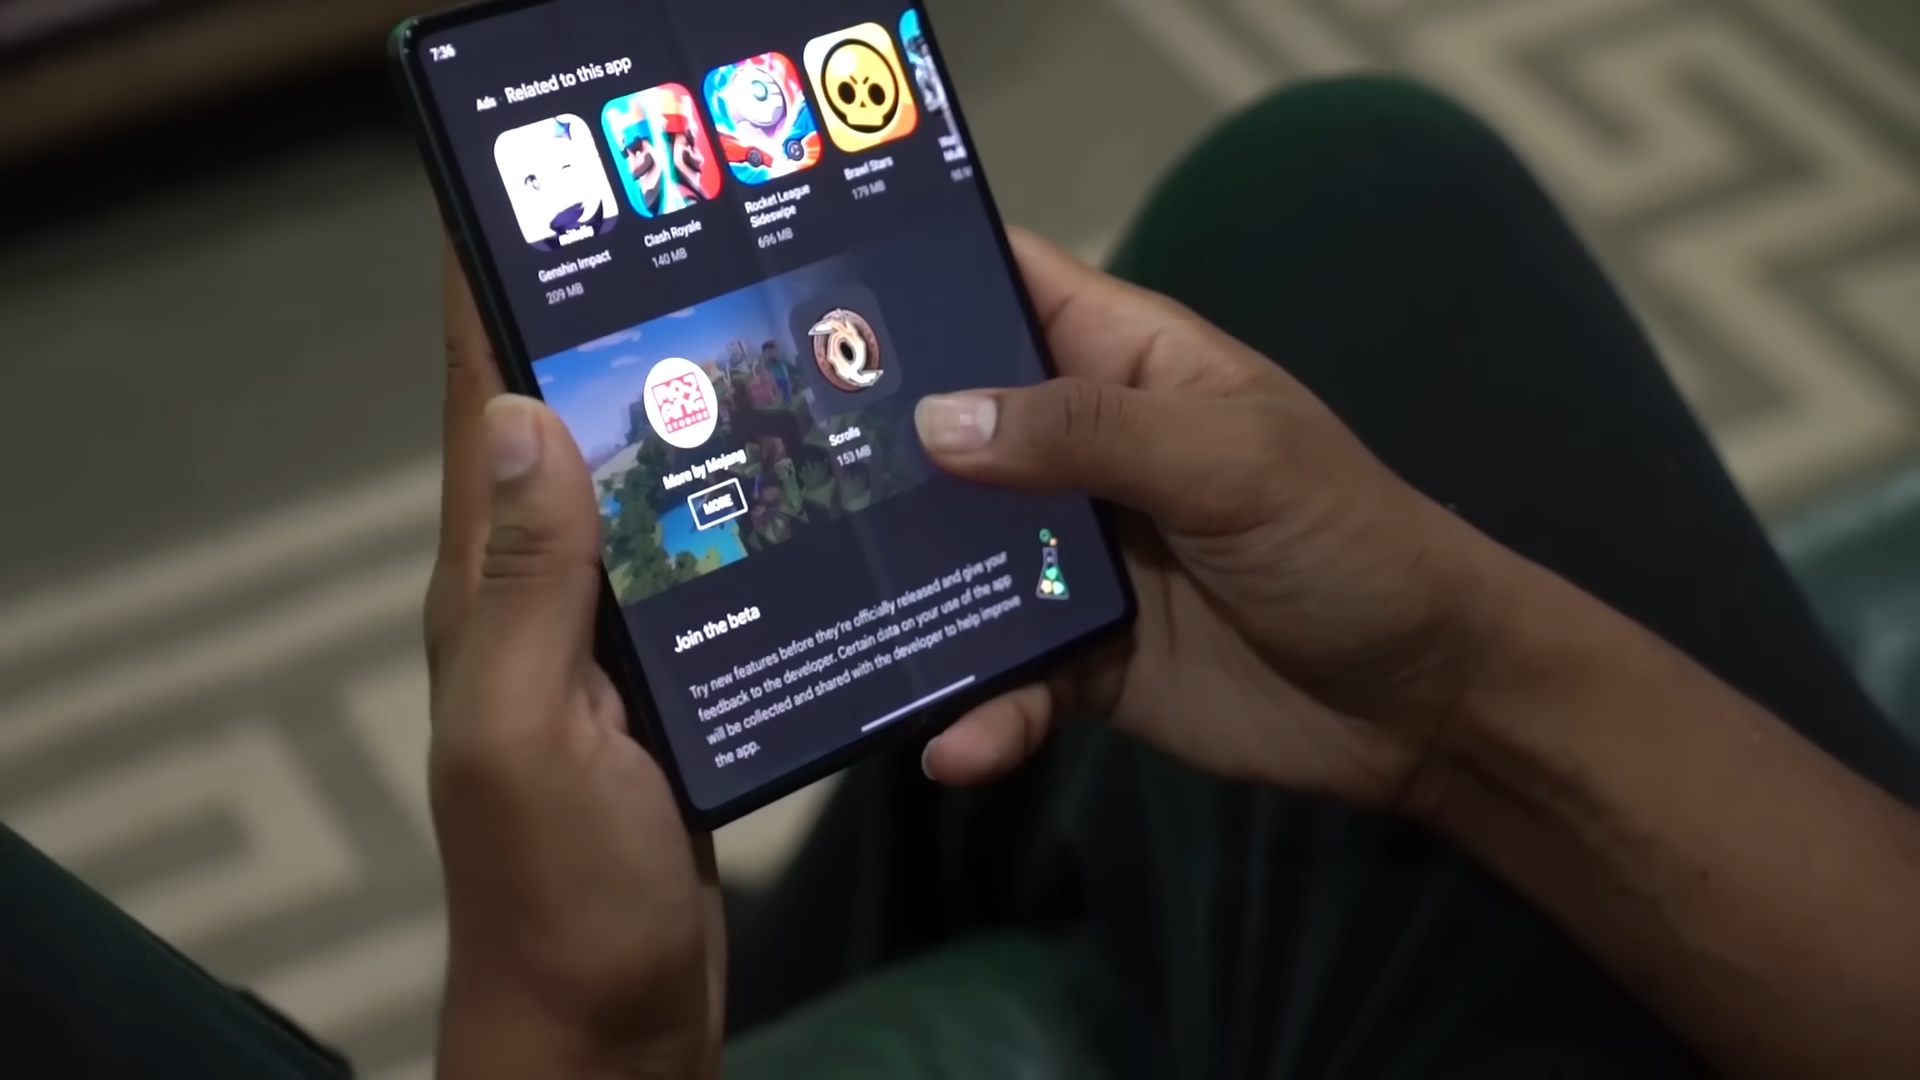 7:36
Ads · Related to this app
Genshin Impact
209 MB
Clash Royale
140 MB
Rocket League
Sideswipe
696 MB
Brawl Stars
179 MB
MOJ
ANG
STUDIOS
More by Mojang
MORE
Scrolls
153 MB
Join the beta
Try new features before they're officially released and give your
feedback to the developer. Certain data on your use of the app
will be collected and shared with the developer to help improve
the app.